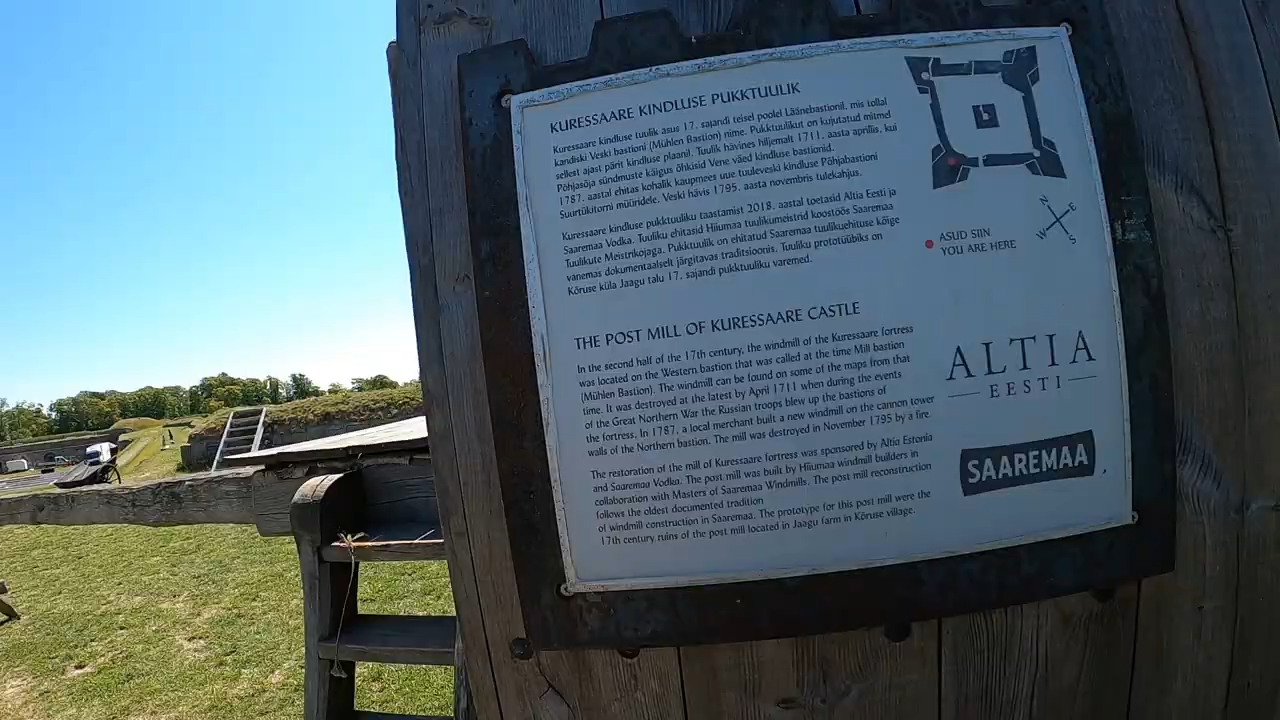 KURESSAARE KINDLUSE PUKKTUULIK
Kuressaare kindluse tuulik asus 17. sajandi teisel poolel Läänebastionil, mis tollal
kandiski Veski bastioni (Mühlen Bastion) nime. Pukktuulikut on kujutatud mitmel
sellest ajast pärit kindluse plaanil. Tuulik hävines hiljemalt 1711. aasta aprillis, kui
Põhjasõja sündmuste käigus õhkisid Vene väed kindluse bastionid.
1787. aastal ehitas kohalik kaupmees uue tuuleveski kindluse Põhjabastioni
Suurtükitorni müüridele. Veski hävis 1795. aasta novembris tulekahjus.
Kuressaare kindluse pukktuuliku taastamist 2018. aastal toetasid Altia Eesti ja
Saaremaa Vodka. Tuuliku ehitasid Hiiumaa tuulikumeistrid koostöös Saaremaa
Tuulikute Meistrikojaga. Pukktuulik on ehitatud Saaremaa tuulikuehituse kõige
vanemas dokumentaalselt järgitavas traditsioonis. Tuuliku prototüübiks on
Kõruse küla Jaagu talu 17. sajandi pukktuuliku varemed.
THE POST MILL OF KURESSAARE CASTLE
In the second half of the 17th century, the windmill of the Kuressaare fortress
was located on the Western bastion that was called at the time Mill bastion
(Mühlen Bastion). The windmill can be found on some of the maps from that
time. It was destroyed at the latest by April 1711 when during the events
of the Great Northern War the Russian troops blew up the bastions of
the fortress. In 1787, a local merchant built a new windmill on the cannon tower
walls of the Northern bastion. The mill was destroyed in November 1795 by a fire.
The restoration of the mill of Kuressaare fortress was sponsored by Altia Estonia
and Saaremaa Vodka. The post mill was built by Hiiumaa windmill builders in
collaboration with Masters of Saaremaa Windmills. The post mill reconstruction
follows the oldest documented tradition
of windmill construction in Saaremaa. The prototype for this post mill were the
17th century ruins of the post mill located in Jaagu farm in Kõruse village.
N
E
W
S
ASUD SIIN
YOU ARE HERE
ALTIA
EESTI
SAAREMAA